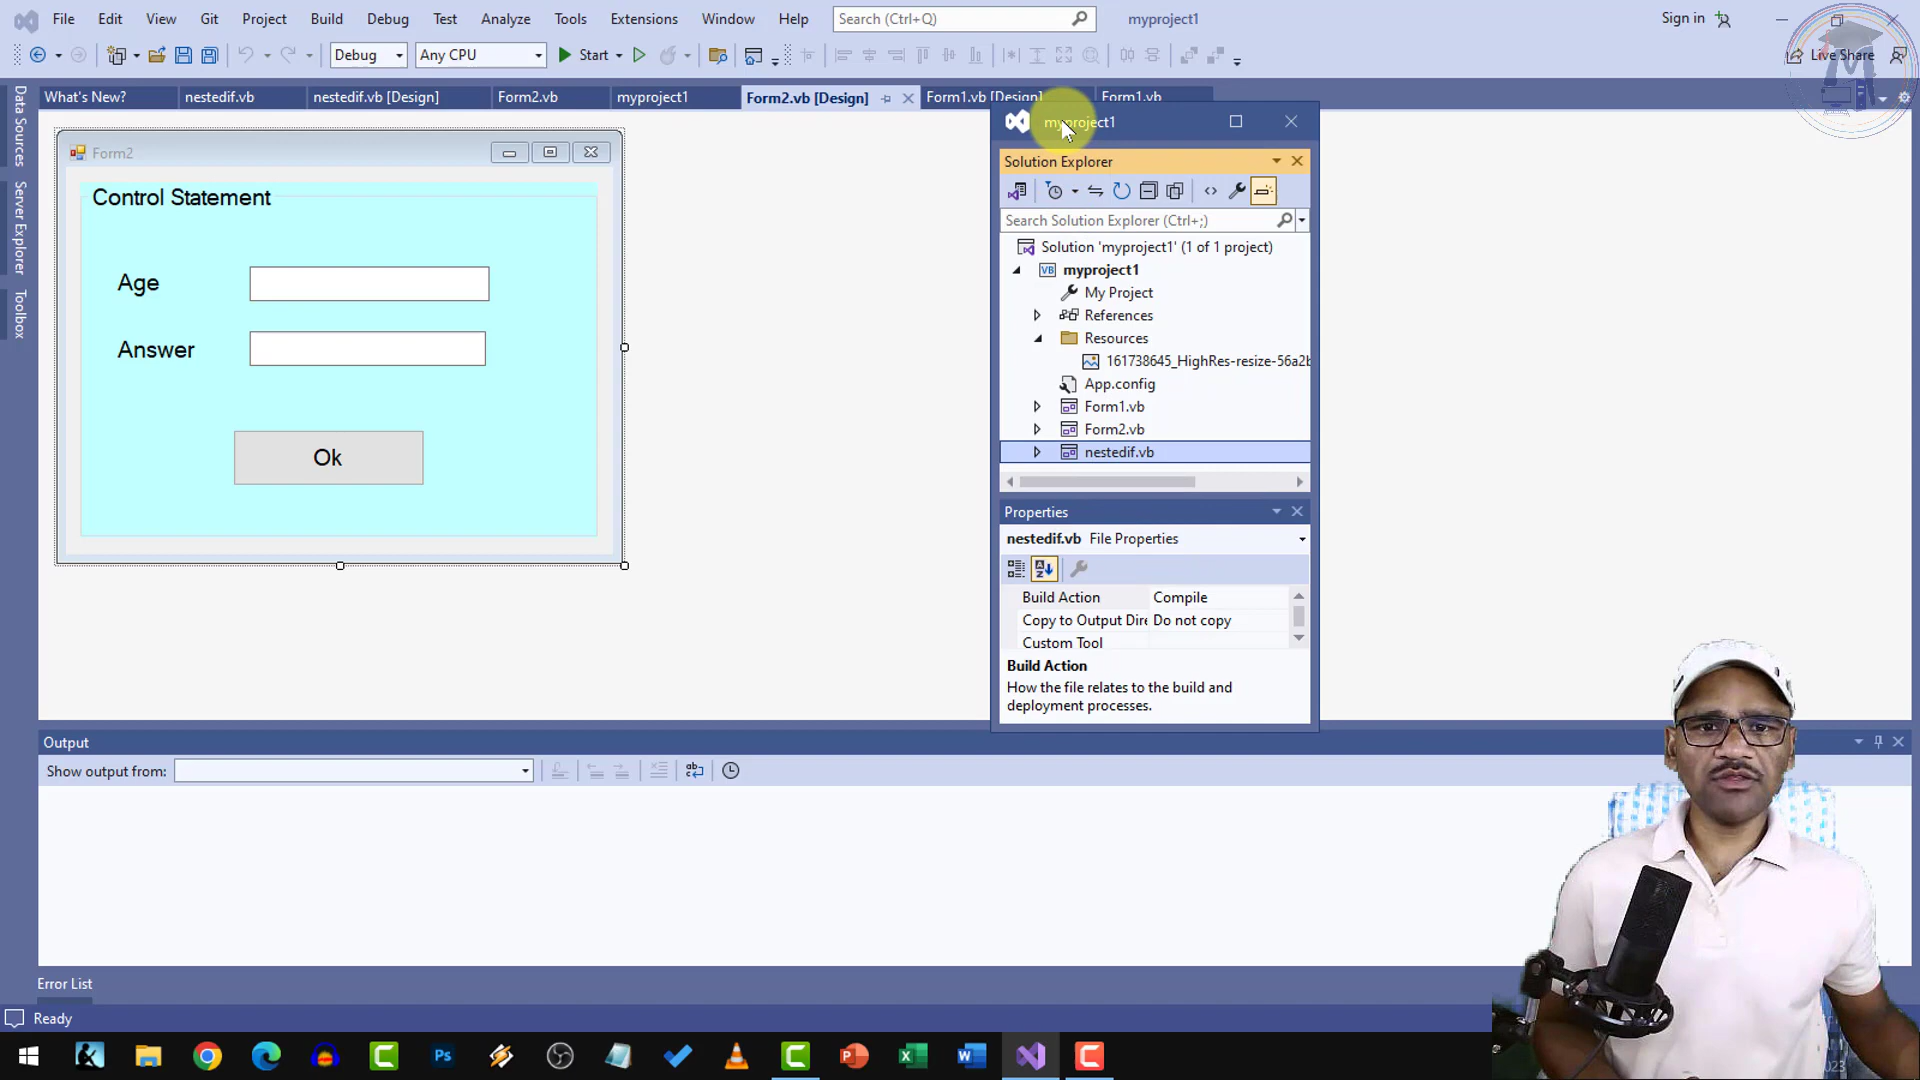 File Edit View Git Project Build Debug Test Analyze Tools Extensions Window Help Search (Ctrl+Q) myproject1 Sign in
Debug Any CPU Start Live Share
What's New? nestedif.vb nestedif.vb [Design] Form2.vb myproject1 Form2.vb [Design] Form1.vb [Design] Form1.vb
Data Sources
Server Explorer
Toolbox
Form2
Control Statement
Age
Answer
Ok
myproject1
Solution Explorer
Search Solution Explorer (Ctrl+;)
Solution 'myproject1' (1 of 1 project)
VB myproject1
My Project
References
Resources
161738645_HighRes-resize-56a2b
App.config
Form1.vb
Form2.vb
nestedif.vb
Properties
nestedif.vb File Properties
Build Action Compile
Copy to Output Dire Do not copy
Custom Tool
Build Action
How the file relates to the build and
deployment processes.
Output
Show output from:
Error List
Ready